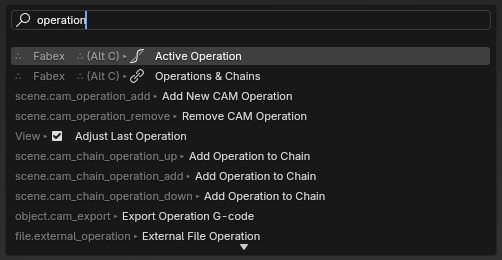 operation
∴ Fabex ∴ (Alt C) ▸ Active Operation
∴ Fabex ∴ (Alt C) ▸ Operations & Chains
scene.cam_operation_add ▸ Add New CAM Operation
scene.cam_operation_remove ▸ Remove CAM Operation
View ▸ Adjust Last Operation
scene.cam_chain_operation_up ▸ Add Operation to Chain
scene.cam_chain_operation_add ▸ Add Operation to Chain
scene.cam_chain_operation_down ▸ Add Operation to Chain
object.cam_export ▸ Export Operation G-code
file.external_operation ▸ External File Operation